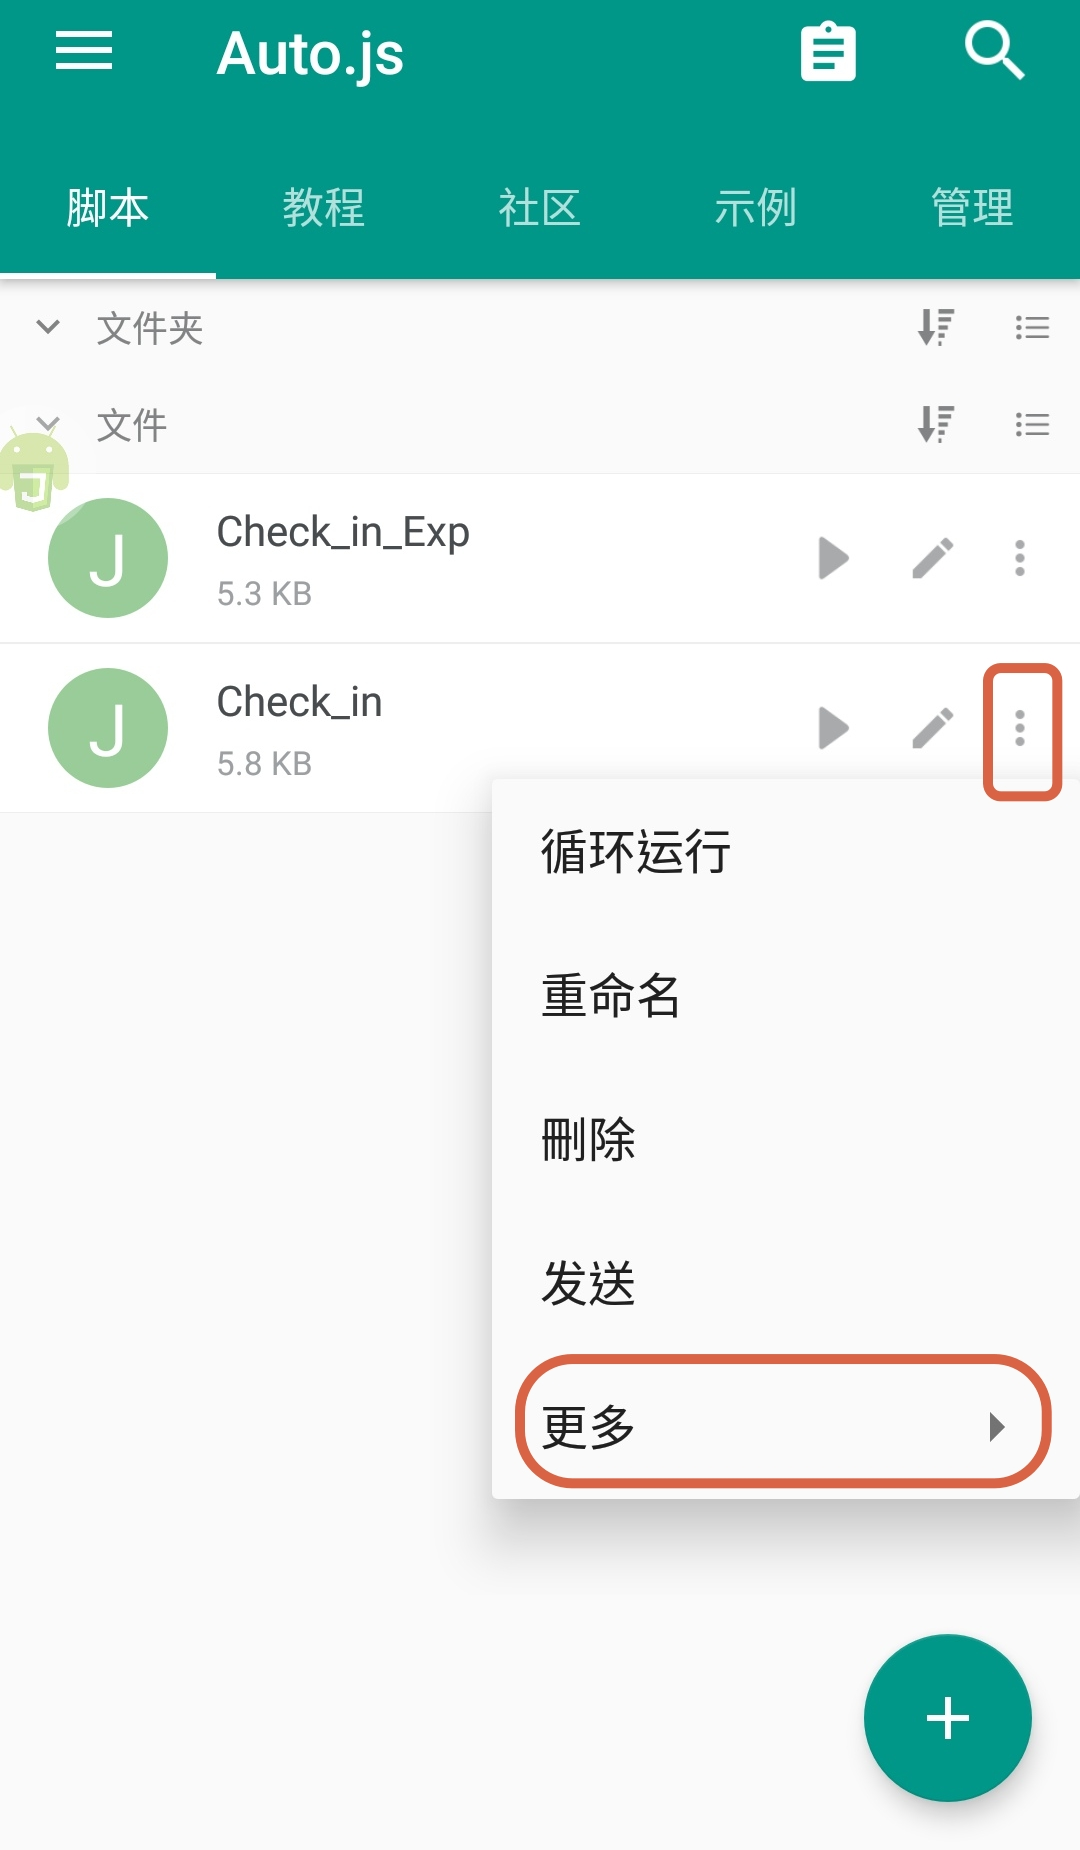 Auto.js
脚本 教程 社区 示例 管理
文件夹
文件
J
Check_in_Exp
5.3 KB
J
Check_in
5.8 KB
循环运行
重命名
刪除
发送
更多